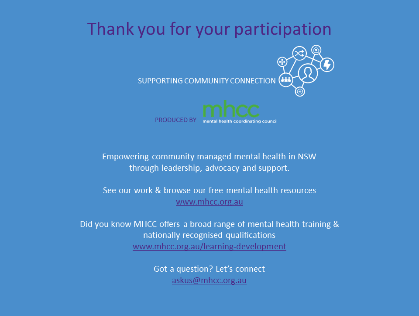 Thank you for your participation
SUPPORTING COMMUNITY CONNECTION
PRODUCED BY
mhcc
mental health coordinating council
Empowering community managed mental health in NSW
through leadership, advocacy and support.
See our work & browse our free mental health resources
www.mhcc.org.au
Did you know MHCC offers a broad range of mental health training &
nationally recognised qualifications
www.mhcc.org.au/learning-development
Got a question? Let's connect
askus@mhcc.org.au